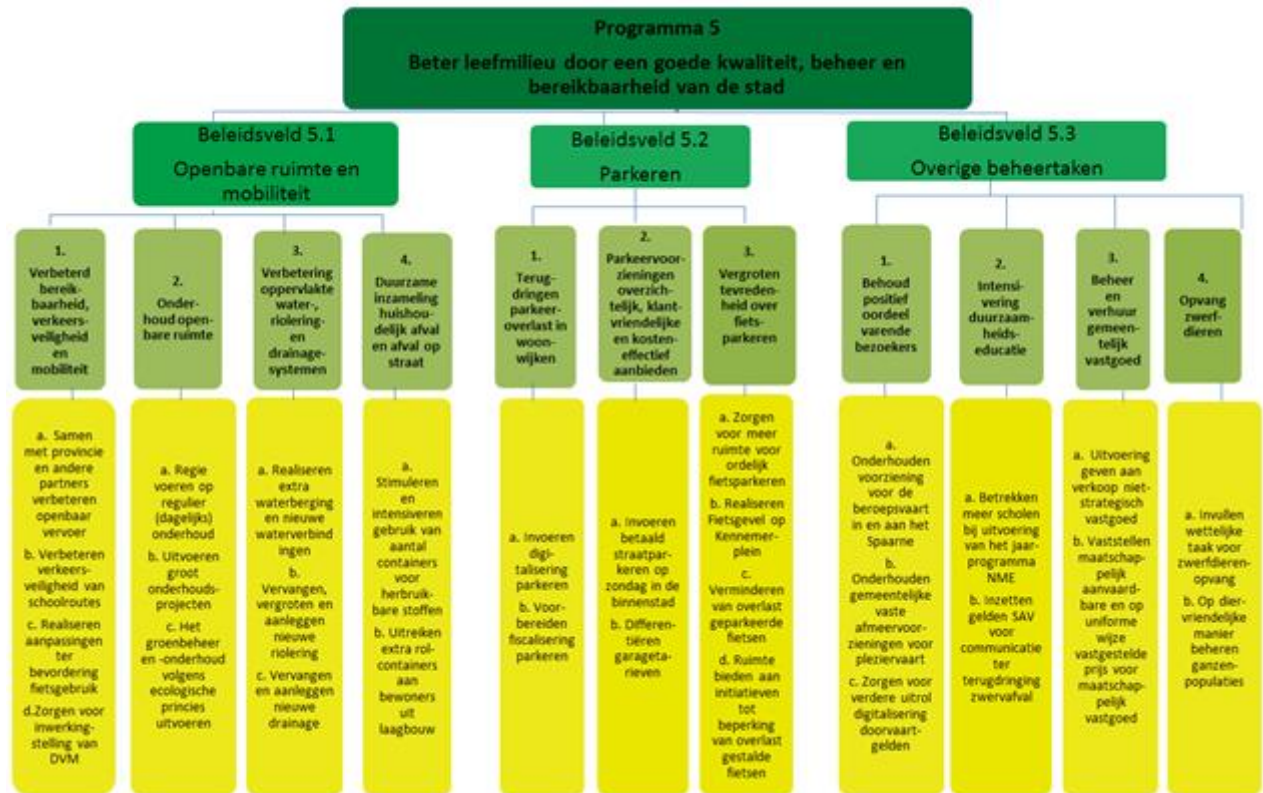 Programma 5
Beter leefmilieu door een goede kwaliteit, beheer en
bereikbaarheid van de stad
Beleidsveld 5.1
Openbare ruimte en
mobiliteit
Beleidsveld 5.2
Parkeren
Beleidsveld 5.3
Overige beheertaken
1.
Verbeterd
bereik-
baarheid,
verkeers-
veiligheid
en
mobiliteit
2.
Onder-
houd open-
bare ruimte
3.
Verbetering
oppervlakte
water-,
riolering-
en
drainage-
systemen
4.
Duurzame
inzameling
huishou-
delijk afval
en afval op
straat
1.
Terug-
dringen
parkeer-
overlast in
woon-
wijken
2.
Parkeervoor-
zieningen
overzich-
telijk, klant-
vriendelijke
en kosten-
effectief
aanbieden
3.
Vergroten
tevreden-
heid over
fiets-
parkeren
1.
Behoud
positief
oordeel
varende
bezoekers
2.
Intensi-
vering
duurzaam-
heids-
educatie
3.
Beheer
en
verhuur
gemeen-
telijk
vastgoed
4.
Opvang
zwerf-
dieren
a. Samen
met provincie
en andere
partners
verbeteren
openbaar
vervoer
b. Verbeteren
verkeers-
veiligheid van
schoolroutes
c. Realiseren
aanpassingen
ter
bevordering
fietsgebruik
d.Zorgen voor
inwerking-
stelling van
DVM
a. Regie
voeren op
regulier
(dagelijks)
onderhoud
b. Uitvoeren
groot
onderhouds-
projecten
c. Het
groenbeheer
en -onderhoud
volgens
ecologische
princies
uitvoeren
a. Realiseren
extra
waterberging
en nieuwe
waterverbind
ingen
b.
Vervangen,
vergroten en
aanleggen
nieuwe
riolering
c. Vervangen
en aanleggen
nieuwe
drainage
a.
Stimuleren
en
intensiveren
gebruik van
aantal
containers
voor
herbruik-
bare stoffen
b. Uitreiken
extra rol-
containers
aan
bewoners
uit
laagbouw
a. Invoeren
digi-
talisering
parkeren
b. Voor-
bereiden
fiscalisering
parkeren
a. Invoeren
betaald
straatpar-
keren op
zondag in de
binnenstad
b. Differen-
tiëren
garageta-
rieven
a. Zorgen
voor meer
ruimte voor
ordelijk
fietsparkeren
b. Realiseren
Fietsgevel op
Kennemer-
plein
c.
Verminderen
van overlast
geparkeerde
fietsen
d. Ruimte
bieden aan
initiatieven
tot
beperking
van overlast
gestalde
fietsen
a.
Onderhouden
voorziening
voor de
beroepsvaart
in en aan het
Spaarne
b.
Onderhouden
gemeentelijke
vaste
afmeervoor-
zieningen voor
pleziervaart
c. Zorgen voor
verdere uitrol
digitalisering
doorvaart-
gelden
a. Betrekken
meer scholen
bij uitvoering
van het jaar-
programma
NME
b. Inzetten
gelden SAV
voor
communicatie
ter
terugdringing
zwervafval
a. Uitvoering
geven aan
verkoop niet-
strategisch
vastgoed
b. Vaststellen
maatschap-
pelijk
aanvaard-
bare en op
uniforme
wijze
vastgestelde
prijs voor
maatschap-
pelijk
vastgoed
a. Invullen
wettelijke
taak voor
zwerfdieren-
opvang
b. Op dier-
vriendelijke
manier
beheren
ganzen-
populaties